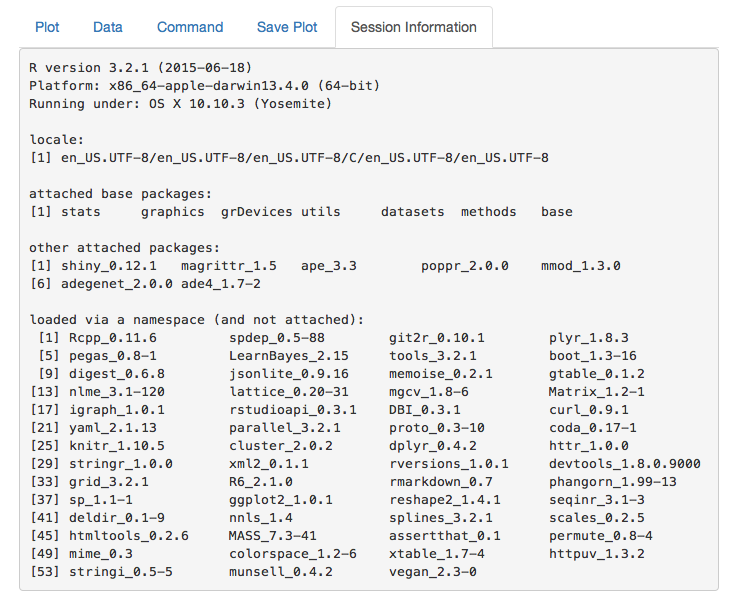 Plot Data Command Save Plot Session Information
R version 3.2.1 (2015-06-18)
Platform: x86_64-apple-darwin13.4.0 (64-bit)
Running under: OS X 10.10.3 (Yosemite)
locale:
[1] en_US.UTF-8/en_US.UTF-8/en_US.UTF-8/C/en_US.UTF-8/en_US.UTF-8
attached base packages:
[1] stats     graphics  grDevices utils     datasets  methods   base
other attached packages:
[1] shiny_0.12.1   magrittr_1.5   ape_3.3        poppr_2.0.0    mmod_1.3.0
[6] adegenet_2.0.0 ade4_1.7-2
loaded via a namespace (and not attached):
[1] Rcpp_0.11.6         spdep_0.5-88        git2r_0.10.1        plyr_1.8.3
[5] pegas_0.8-1         LearnBayes_2.15     tools_3.2.1         boot_1.3-16
[9] digest_0.6.8        jsonlite_0.9.16     memoise_0.2.1       gtable_0.1.2
[13] nlme_3.1-120        lattice_0.20-31     mgcv_1.8-6          Matrix_1.2-1
[17] igraph_1.0.1        rstudioapi_0.3.1    DBI_0.3.1           curl_0.9.1
[21] yaml_2.1.13         parallel_3.2.1      proto_0.3-10        coda_0.17-1
[25] knitr_1.10.5        cluster_2.0.2       dplyr_0.4.2         httr_1.0.0
[29] stringr_1.0.0       xml2_0.1.1          rversions_1.0.1     devtools_1.8.0.9000
[33] grid_3.2.1          R6_2.1.0            rmarkdown_0.7       phangorn_1.99-13
[37] sp_1.1-1            ggplot2_1.0.1       reshape2_1.4.1      seqinr_3.1-3
[41] deldir_0.1-9        nnls_1.4            splines_3.2.1       scales_0.2.5
[45] htmltools_0.2.6     MASS_7.3-41         assertthat_0.1      permute_0.8-4
[49] mime_0.3            colorspace_1.2-6    xtable_1.7-4        httpuv_1.3.2
[53] stringi_0.5-5       munsell_0.4.2       vegan_2.3-0